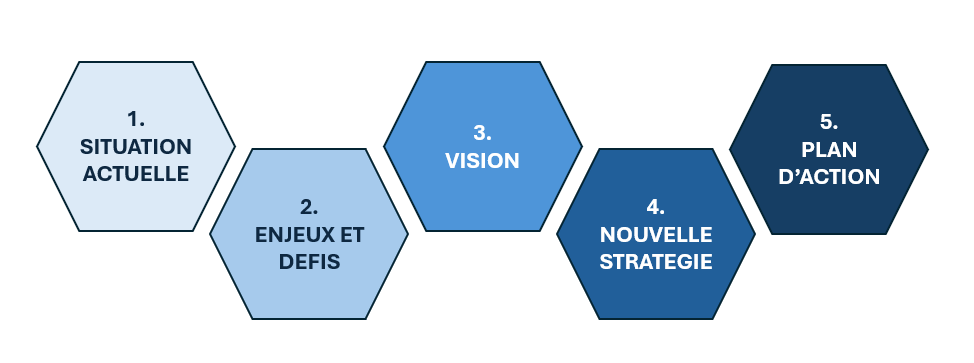 1.
SITUATION
ACTUELLE
2.
ENJEUX ET
DEFIS
3.
VISION
4.
NOUVELLE
STRATEGIE
5.
PLAN
D’ACTION